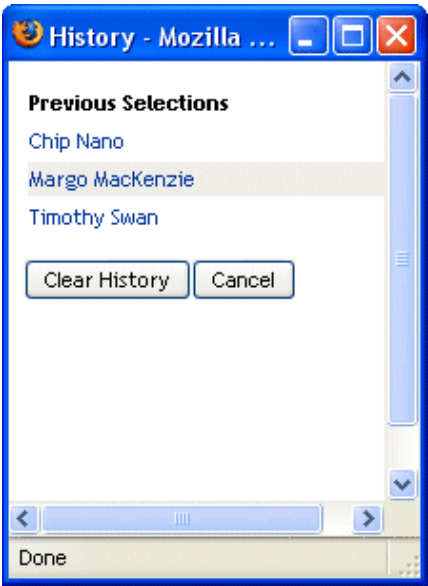 History - Mozilla ...
Previous Selections
Chip Nano
Margo MacKenzie
Timothy Swan
Clear History Cancel
Done